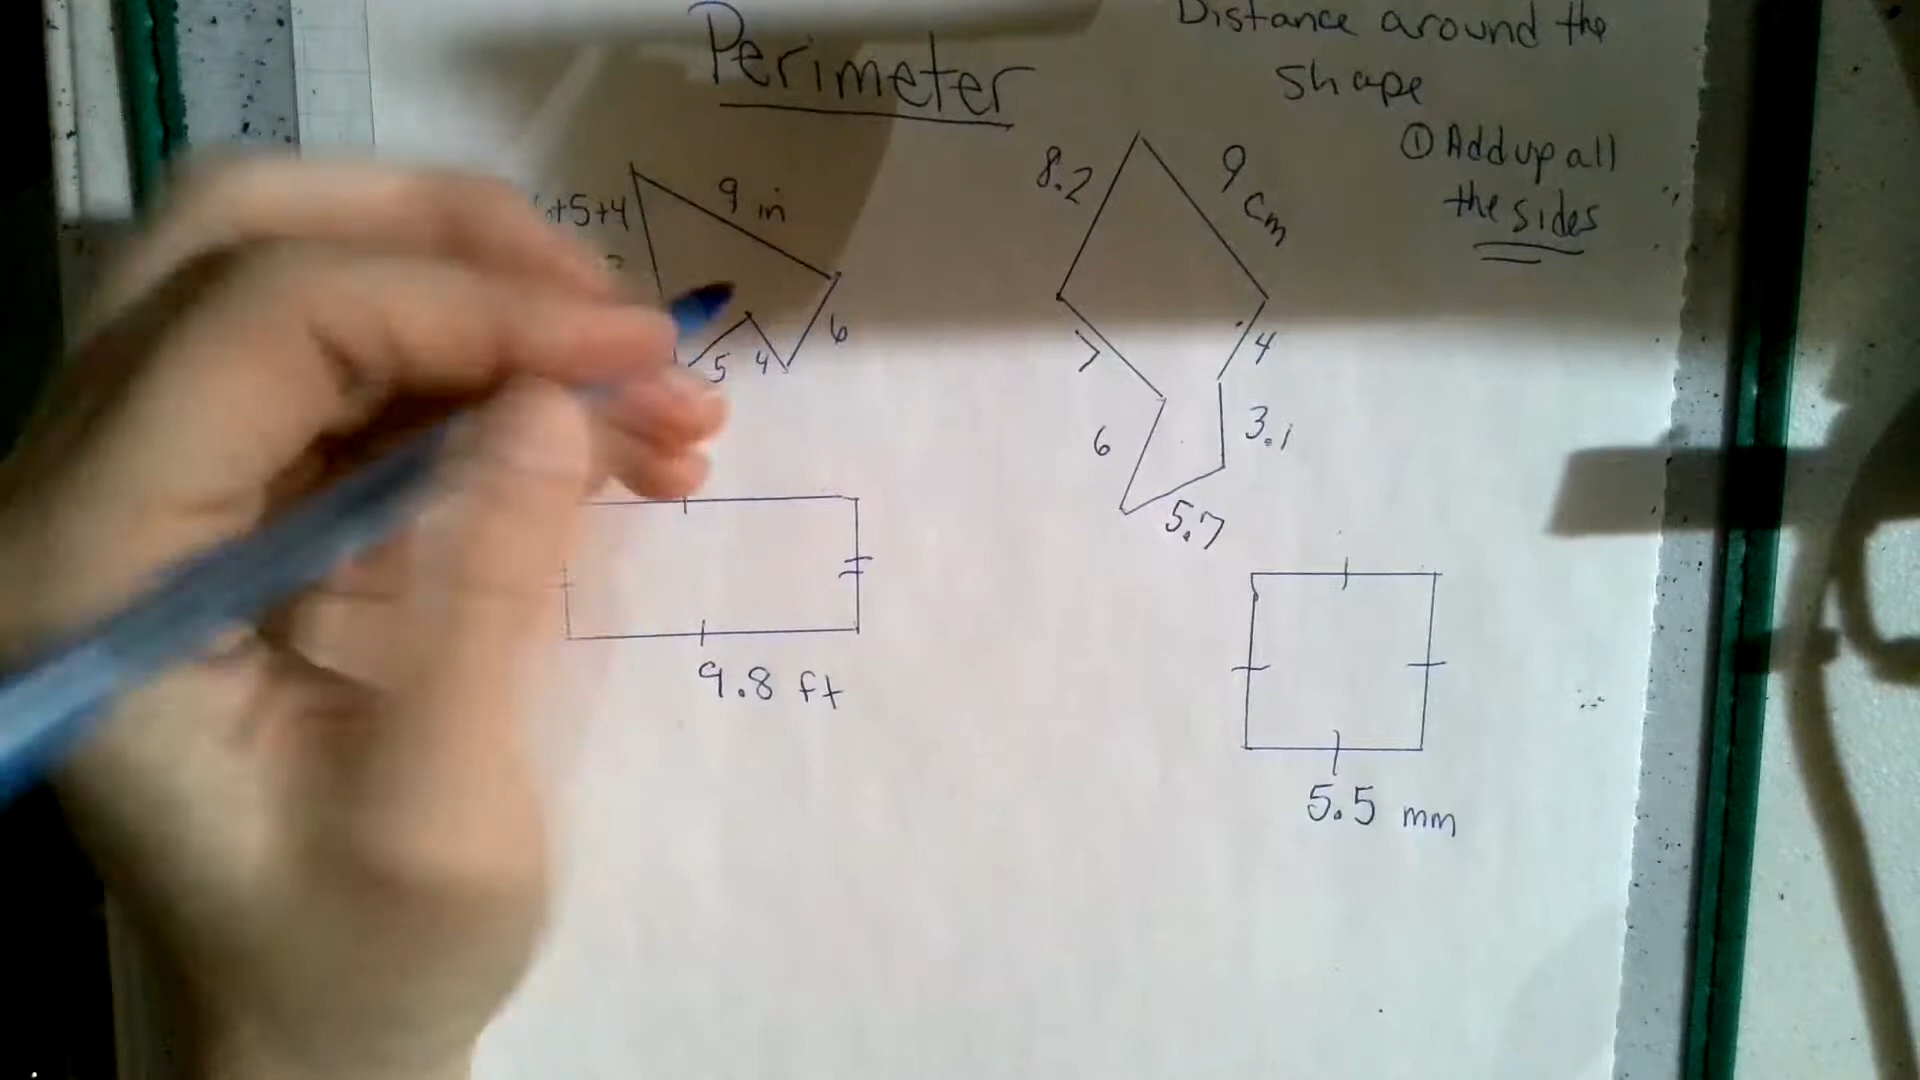 Perimeter
Distance around the
shape
① Add up all
the sides
+5+4
9 in
6
5
4
8.2
9 cm
7
4
6
3.1
5.7
9.8 ft
5.5 mm